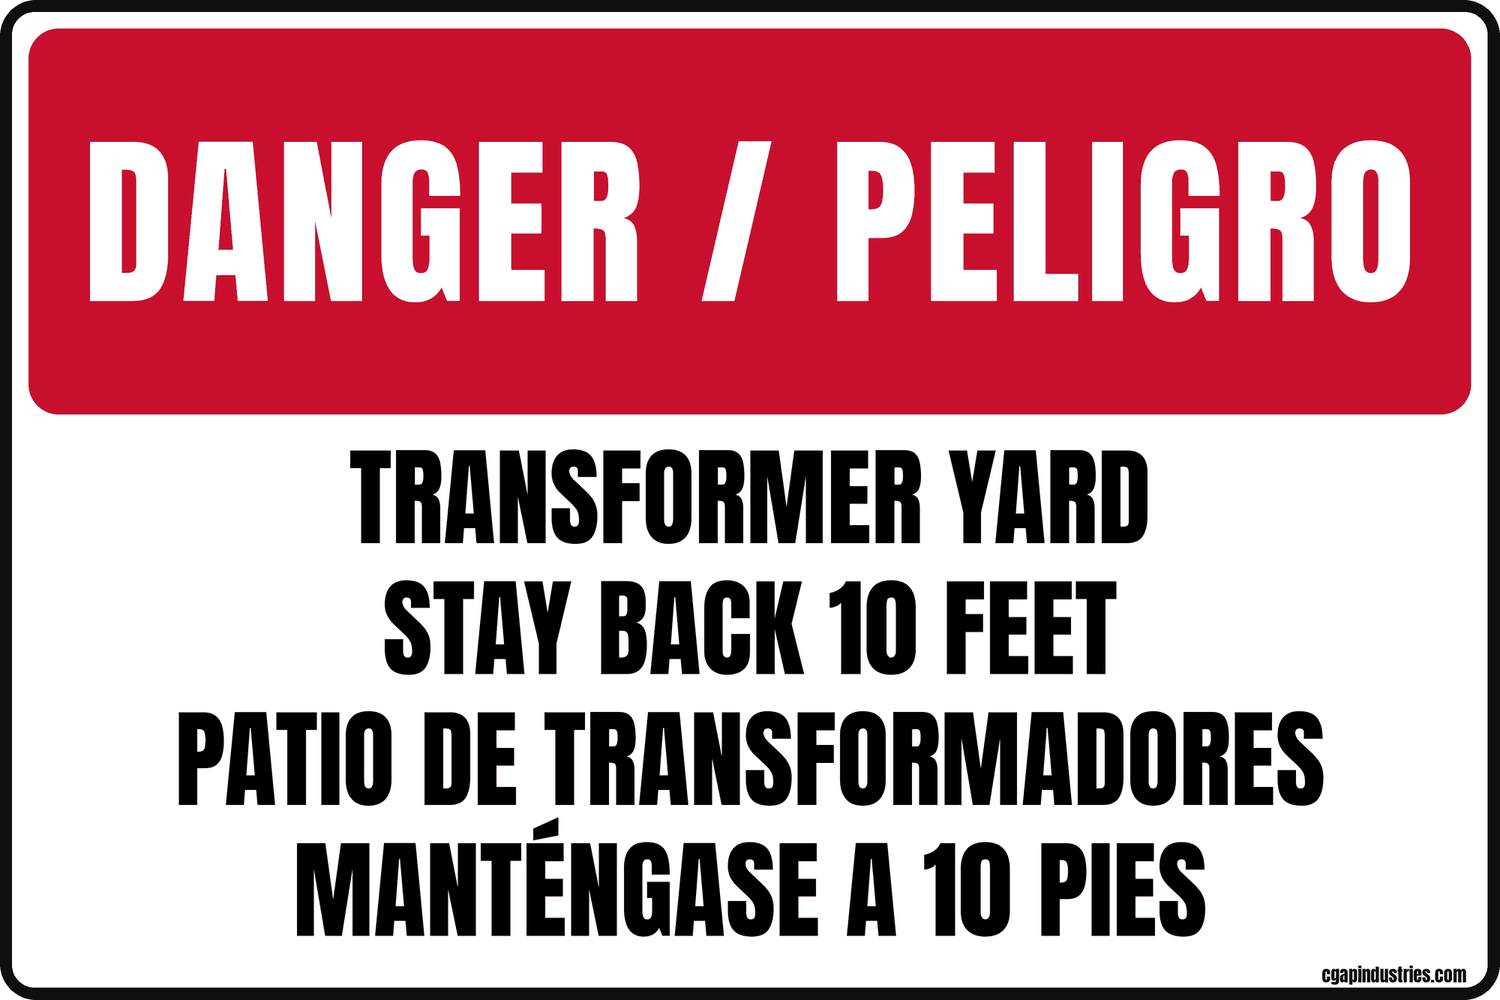 DANGER / PELIGRO
TRANSFORMER YARD
STAY BACK 10 FEET
PATIO DE TRANSFORMADORES
MANTÉNGASE A 10 PIES
cgapindustries.com